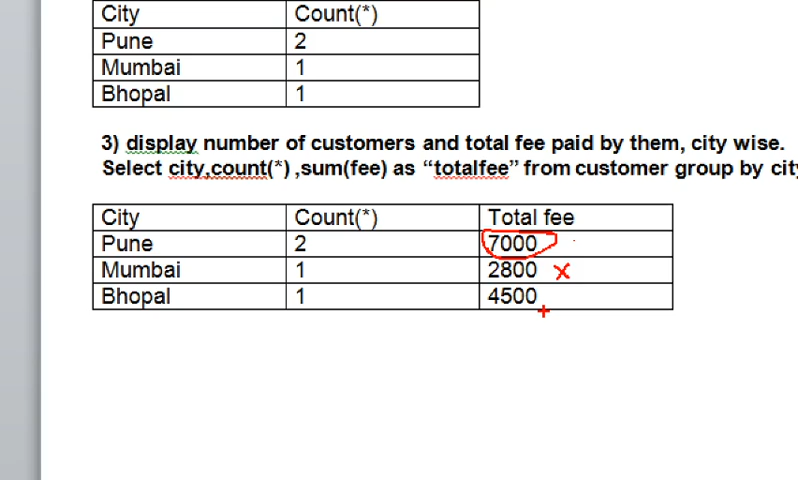 City Count(*)
Pune 2
Mumbai 1
Bhopal 1
3) display number of customers and total fee paid by them, city wise.
Select city,count(*) ,sum(fee) as “totalfee” from customer group by cit
City Count(*) Total fee
Pune 2 7000
Mumbai 1 2800 x
Bhopal 1 4500